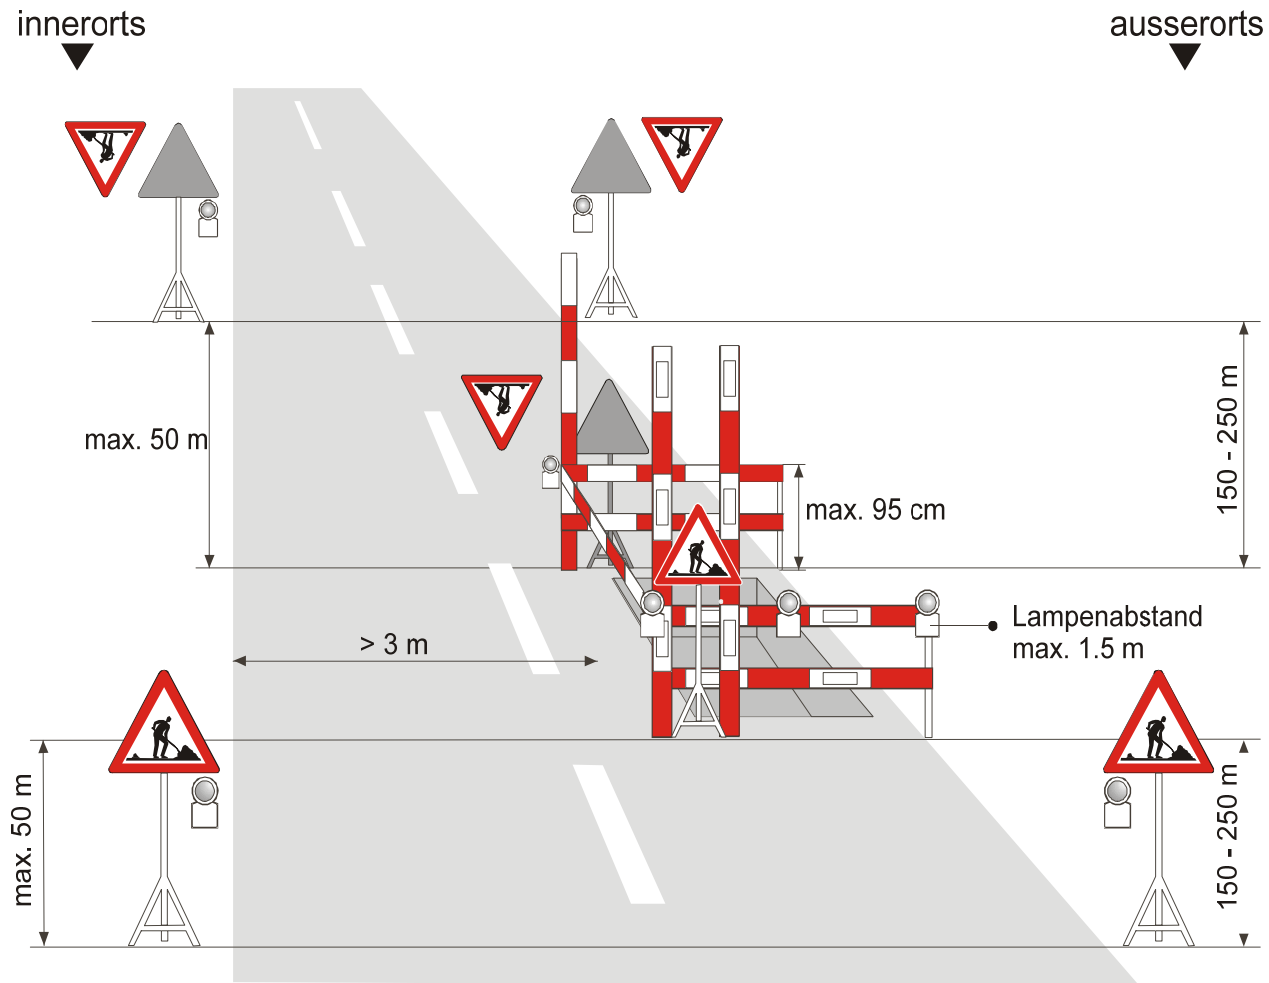 innerorts
ausserorts
max. 50 m
150 - 250 m
max. 95 cm
Lampenabstand
max. 1.5 m
> 3 m
max. 50 m
150 - 250 m